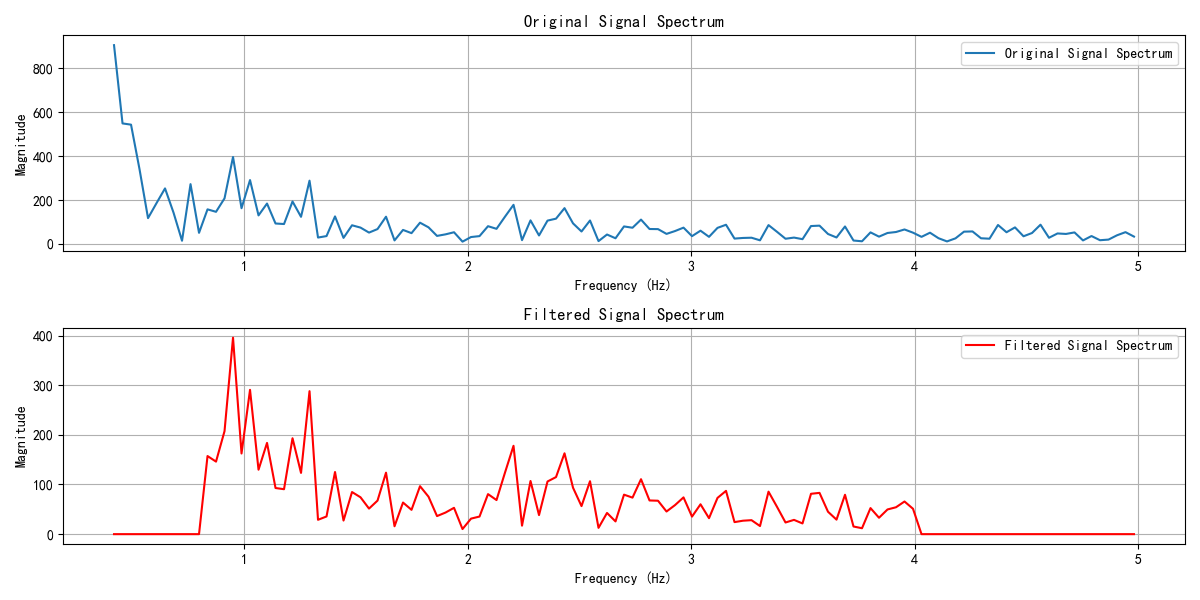 Original Signal Spectrum
Original Signal Spectrum
800
600
400
200
0
Magnitude
1 2 3 4 5
Frequency (Hz)
Filtered Signal Spectrum
Filtered Signal Spectrum
400
300
200
100
0
Magnitude
1 2 3 4 5
Frequency (Hz)